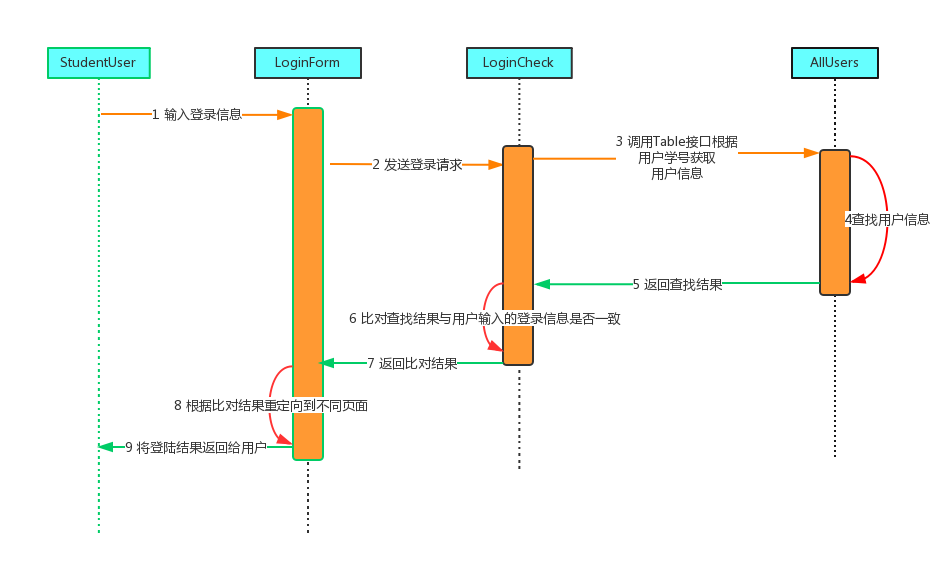 StudentUser
LoginForm
LoginCheck
AllUsers
1 输入登录信息
2 发送登录请求
3 调用Table接口根据
用户学号获取
用户信息
4查找用户信息
5 返回查找结果
6 比对查找结果与用户输入的登录信息是否一致
7 返回比对结果
8 根据比对结果重定向到不同页面
9 将登陆结果返回给用户